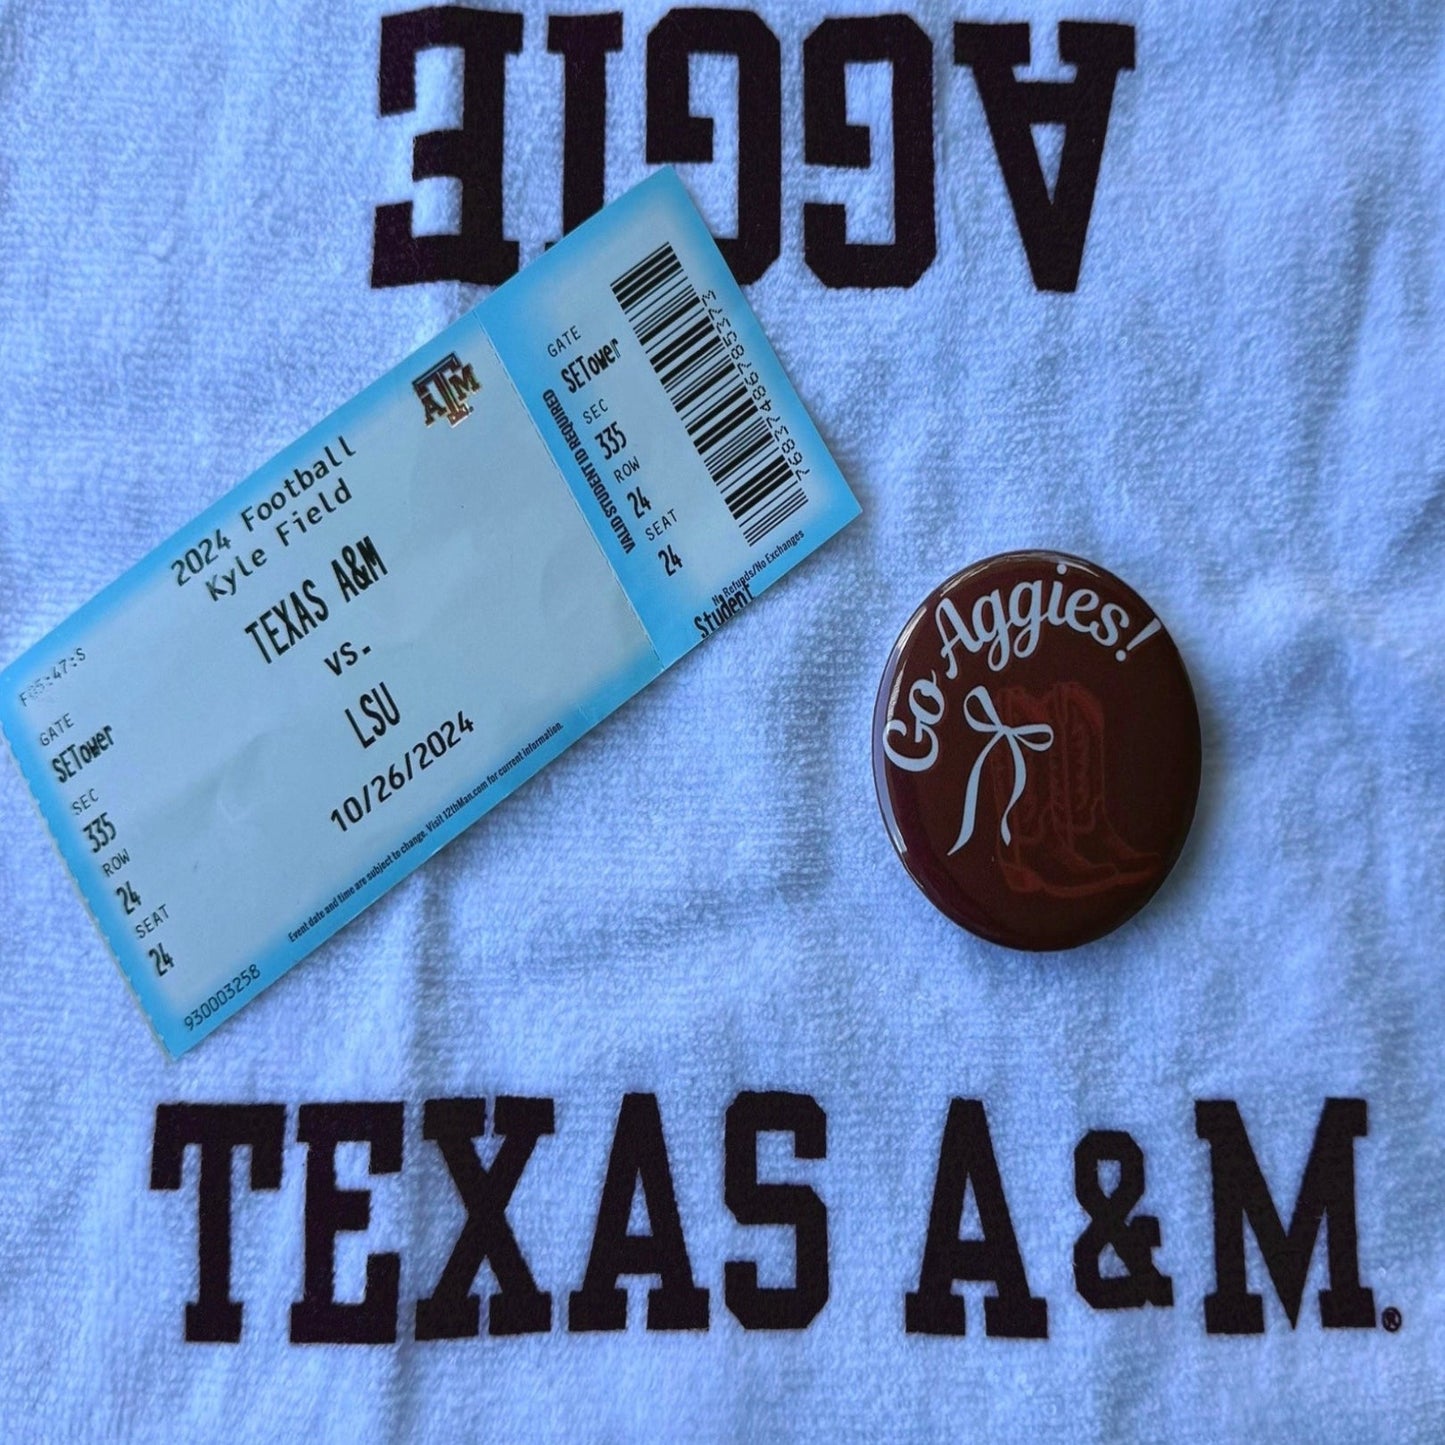 AGGIE
2024 Football
Kyle Field
TEXAS A&M
vs.
LSU
10/26/2024
Event date and time are subject to change. Visit 12thMan.com for current information.
GATE
SETower
SEC
335
ROW
24
SEAT
24
930003258
ATM
VALID STUDENT ID REQUIRED
GATE
SETower
SEC
335
ROW
24
SEAT
24
No Refunds/No Exchanges
Student
Go Aggies!
TEXAS A&M®